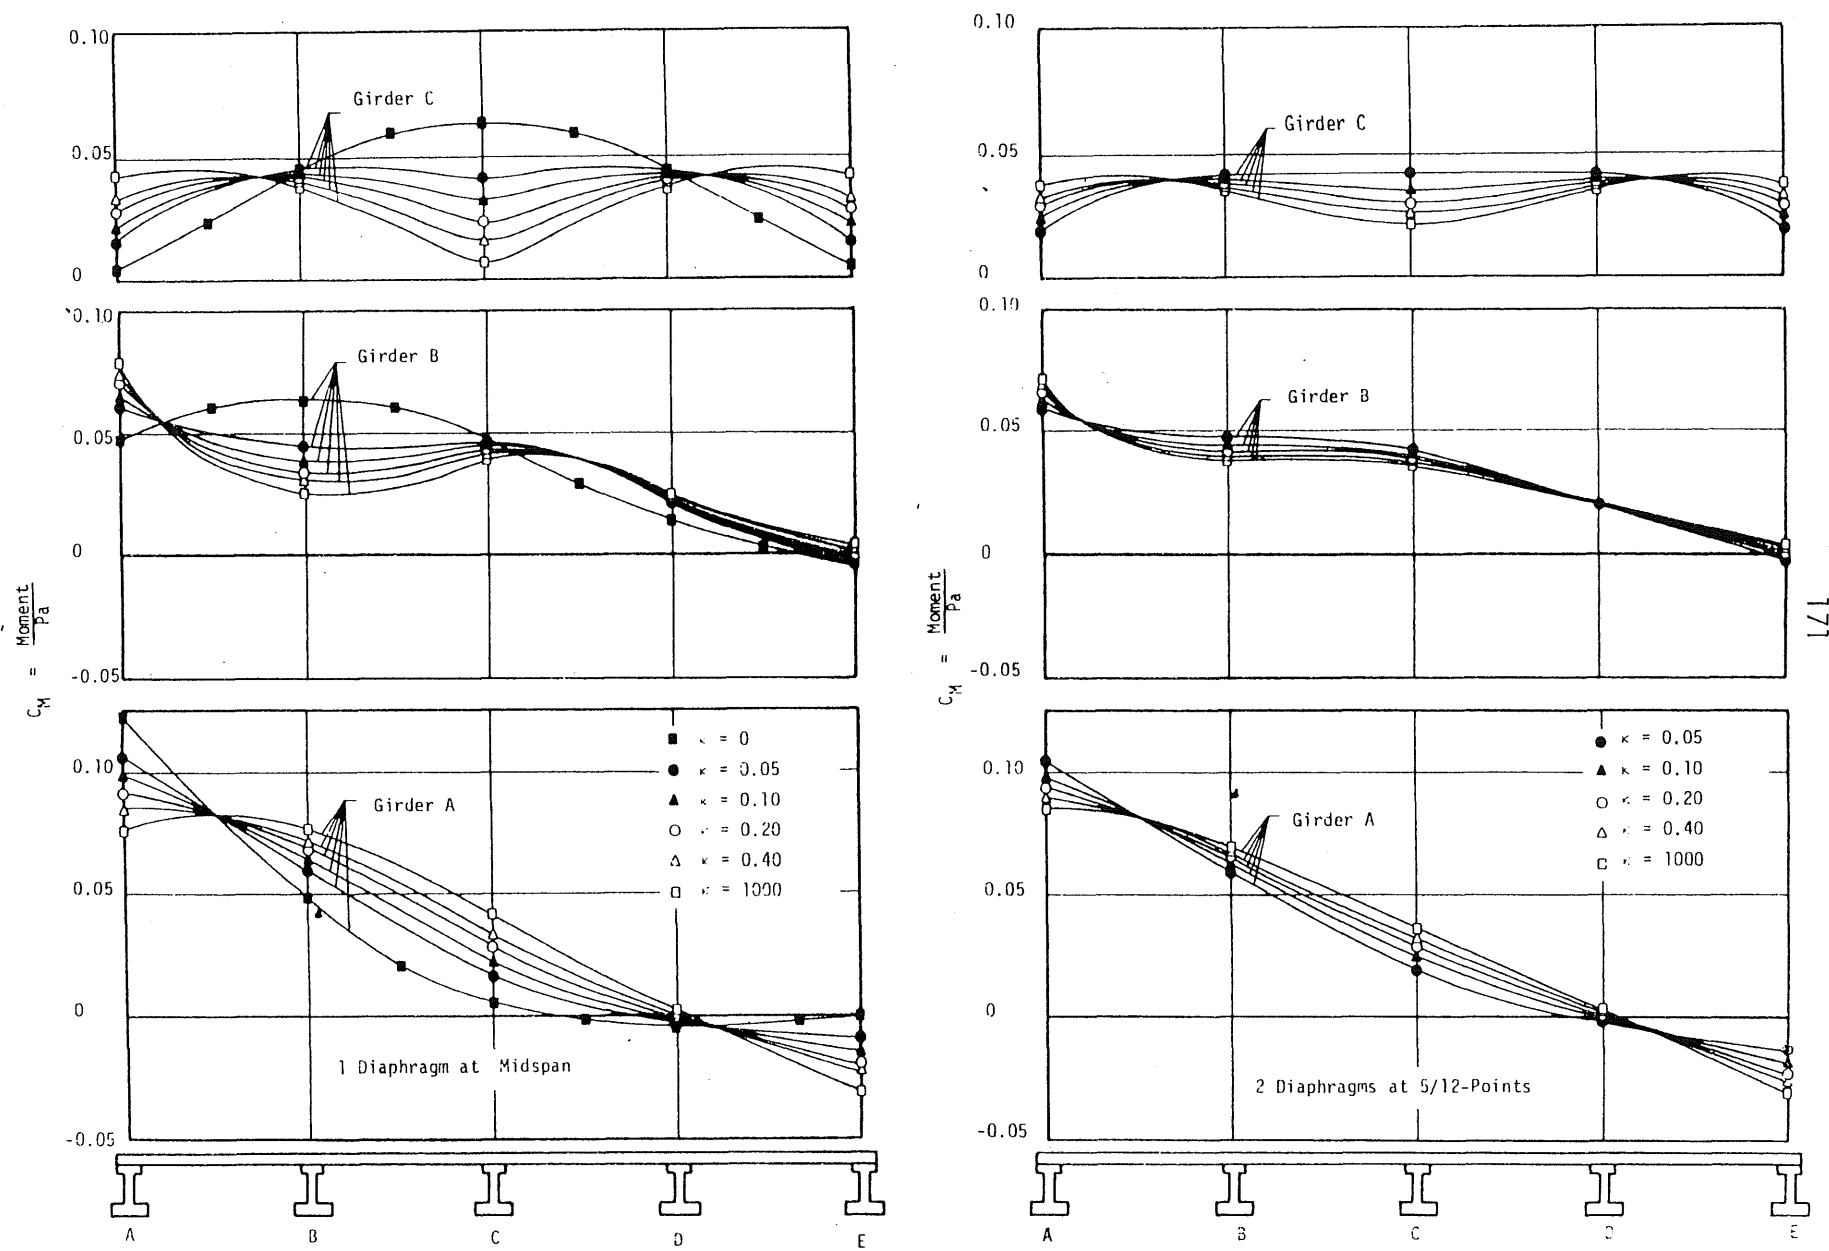 0.10
Girder C
0.05
0
0.10
Girder B
0.05
0
-0.05
C_M = Moment / Pa
κ = 0
κ = 0.05
κ = 0.10
κ = 0.20
κ = 0.40
κ = 1000
0.10
Girder A
0.05
0
1 Diaphragm at Midspan
-0.05
A B C D E
0.10
Girder C
0.05
0
0.10
Girder B
0.05
0
-0.05
C_M = Moment / Pa
κ = 0.05
κ = 0.10
κ = 0.20
κ = 0.40
κ = 1000
0.10
Girder A
0.05
0
2 Diaphragms at 5/12-Points
-0.05
A B C D E
171